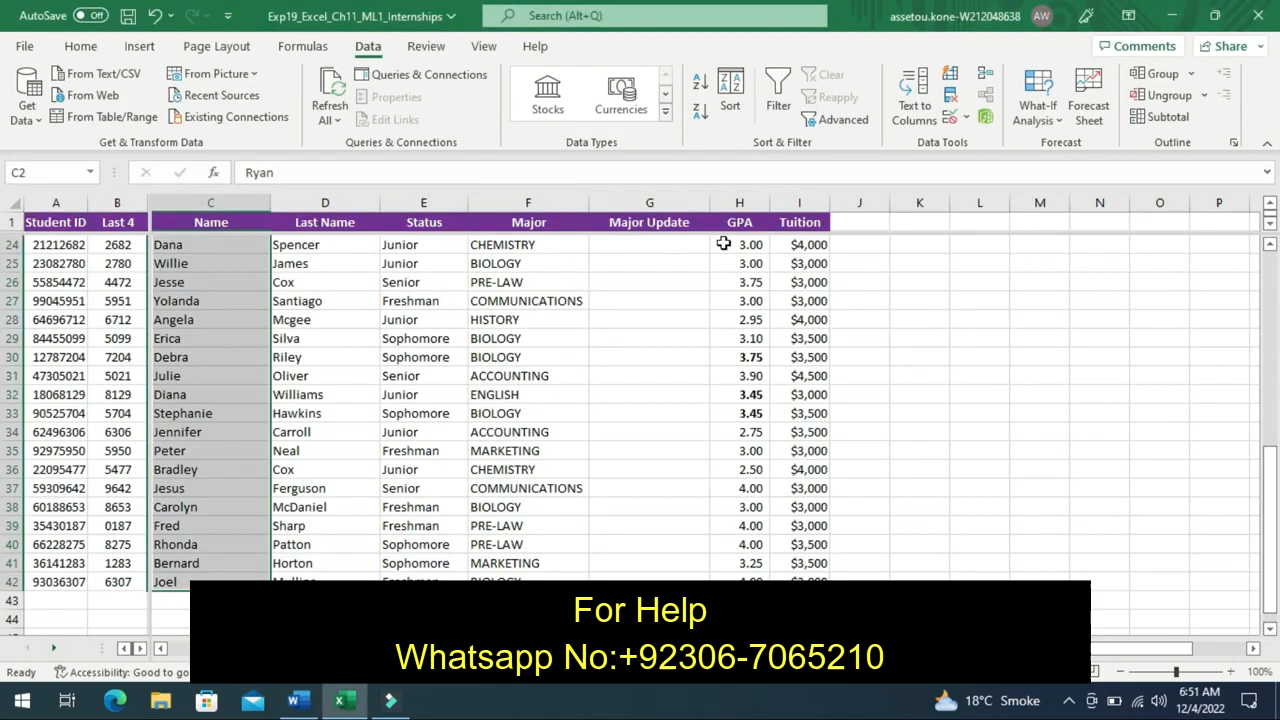 AutoSave Off Exp19_Excel_Ch11_ML1_Internships Search (Alt+Q) assetou.kone-W212048638 AW
File Home Insert Page Layout Formulas Data Review View Help Comments Share
Get Data From Text/CSV From Web From Table/Range From Picture Recent Sources Existing Connections
Refresh All Queries & Connections Properties Edit Links
Stocks Currencies
Sort Filter Clear Reapply Advanced
Text to Columns What-If Analysis Forecast Sheet
Group Ungroup Subtotal
Get & Transform Data Queries & Connections Data Types Sort & Filter Data Tools Forecast Outline
C2 fx Ryan
A B C D E F G H I J K L M N O P
1 Student ID Last 4 Name Last Name Status Major Major Update GPA Tuition
24 21212682 2682 Dana Spencer Junior CHEMISTRY 3.00 $4,000
25 23082780 2780 Willie James Junior BIOLOGY 3.00 $3,000
26 55854472 4472 Jesse Cox Senior PRE-LAW 3.75 $3,000
27 99045951 5951 Yolanda Santiago Freshman COMMUNICATIONS 3.00 $3,000
28 64696712 6712 Angela Mcgee Junior HISTORY 2.95 $4,000
29 84455099 5099 Erica Silva Sophomore BIOLOGY 3.10 $3,500
30 12787204 7204 Debra Riley Sophomore BIOLOGY 3.75 $3,500
31 47305021 5021 Julie Oliver Senior ACCOUNTING 3.90 $4,500
32 18068129 8129 Diana Williams Junior ENGLISH 3.45 $3,000
33 90525704 5704 Stephanie Hawkins Sophomore BIOLOGY 3.45 $3,500
34 62496306 6306 Jennifer Carroll Junior ACCOUNTING 2.75 $3,500
35 92975950 5950 Peter Neal Freshman MARKETING 3.00 $3,000
36 22095477 5477 Bradley Cox Junior CHEMISTRY 2.50 $4,000
37 59309642 9642 Jesus Ferguson Senior COMMUNICATIONS 4.00 $3,000
38 60188653 8653 Carolyn McDaniel Freshman BIOLOGY 3.00 $3,000
39 35430187 0187 Fred Sharp Freshman PRE-LAW 4.00 $3,000
40 66228275 8275 Rhonda Patton Sophomore PRE-LAW 4.00 $3,500
41 36141283 1283 Bernard Horton Sophomore MARKETING 3.25 $3,500
42 93036307 6307 Joel
43
44
For Help
Whatsapp No:+92306-7065210
Ready Accessibility: Good to go 100%
18°C Smoke 6:51 AM
12/4/2022